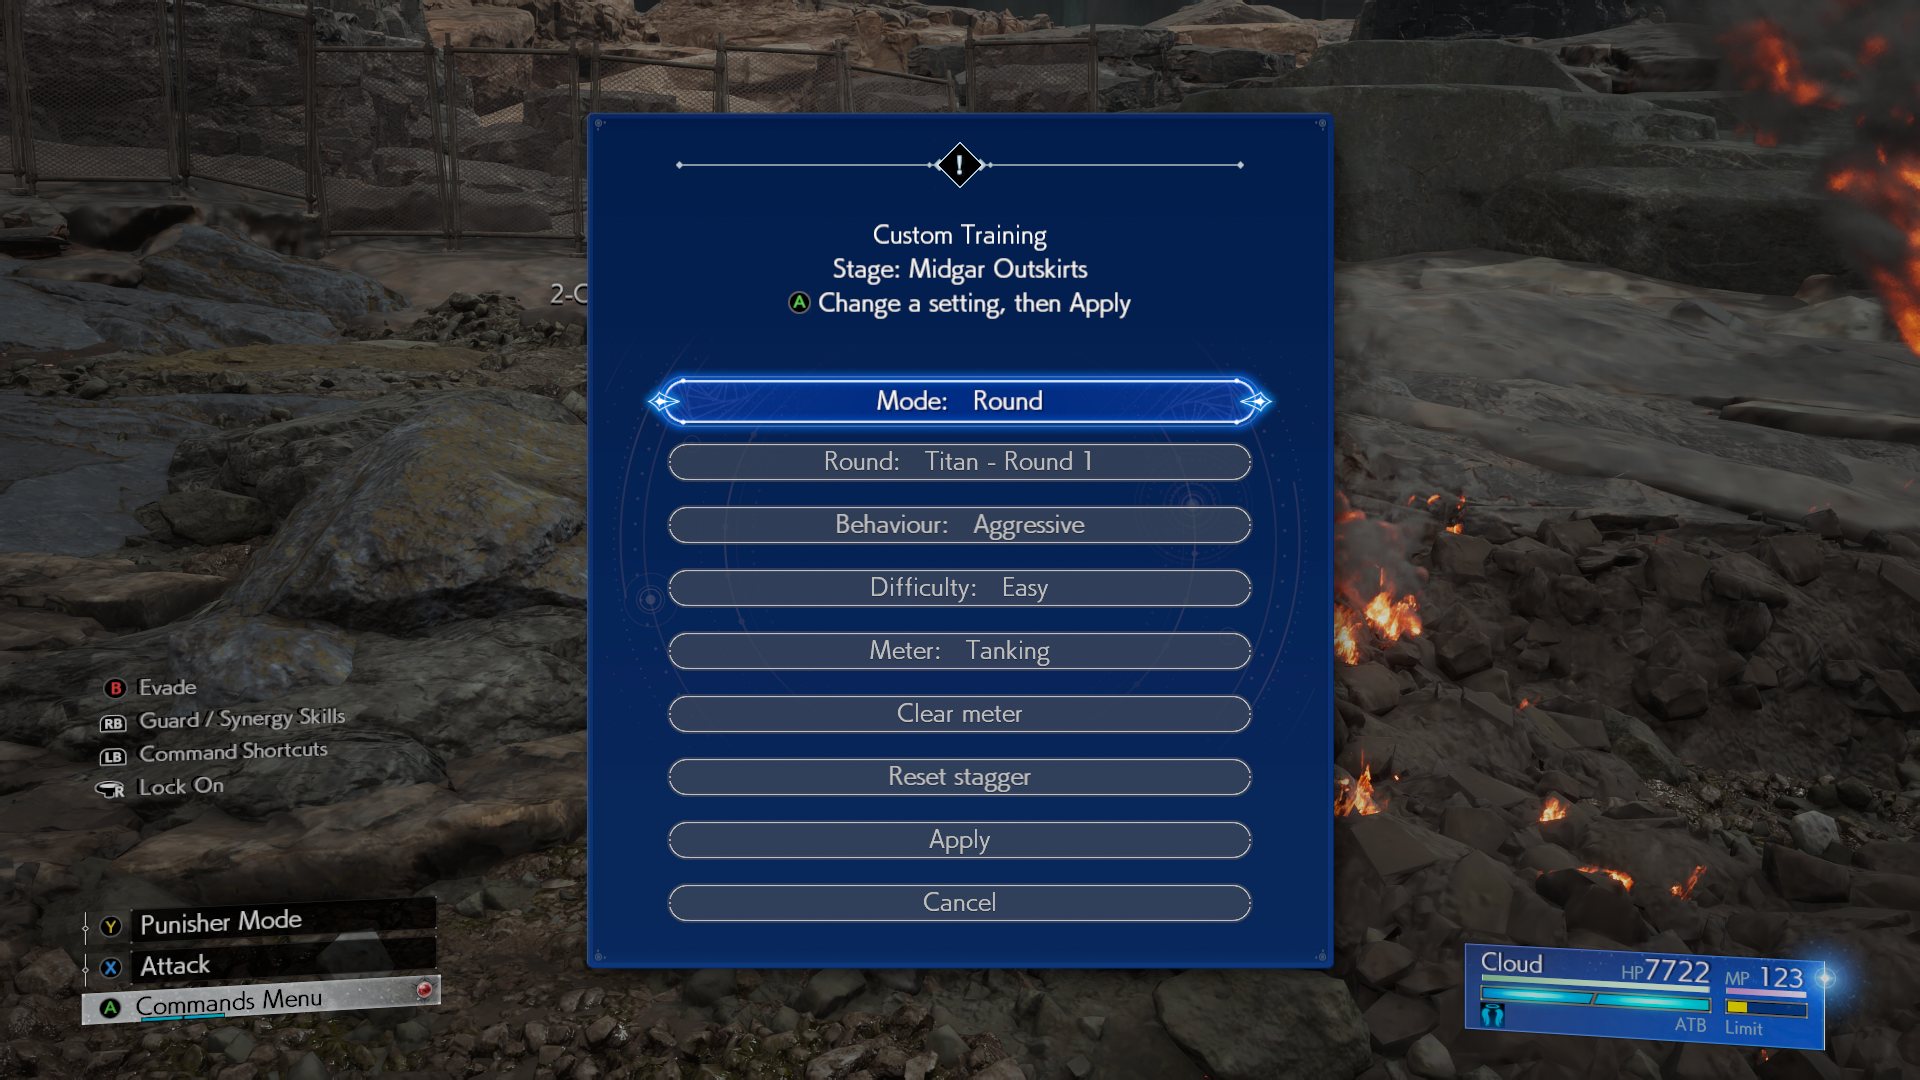 !
Custom Training
Stage: Midgar Outskirts
A Change a setting, then Apply
2-C
Mode: Round
Round: Titan - Round 1
Behaviour: Aggressive
Difficulty: Easy
Meter: Tanking
Clear meter
Reset stagger
Apply
Cancel
B Evade
RB Guard / Synergy Skills
LB Command Shortcuts
R Lock On
Y Punisher Mode
X Attack
A Commands Menu
Cloud HP 7722 MP 123
ATB Limit